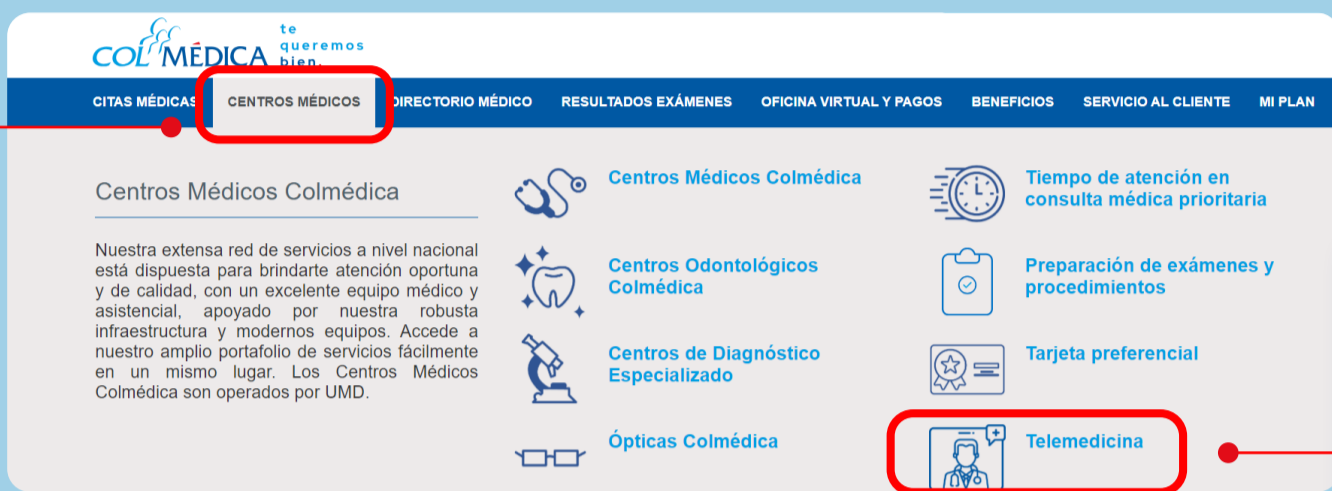 COLMÉDICA
te
queremos
bien.
CITAS MÉDICAS CENTROS MÉDICOS DIRECTORIO MÉDICO RESULTADOS EXÁMENES OFICINA VIRTUAL Y PAGOS BENEFICIOS SERVICIO AL CLIENTE MI PLAN
Centros Médicos Colmédica
Nuestra extensa red de servicios a nivel nacional
está dispuesta para brindarte atención oportuna
y de calidad, con un excelente equipo médico y
asistencial, apoyado por nuestra robusta
infraestructura y modernos equipos. Accede a
nuestro amplio portafolio de servicios fácilmente
en un mismo lugar. Los Centros Médicos
Colmédica son operados por UMD.
Centros Médicos Colmédica
Centros Odontológicos
Colmédica
Centros de Diagnóstico
Especializado
Ópticas Colmédica
Tiempo de atención en
consulta médica prioritaria
Preparación de exámenes y
procedimientos
Tarjeta preferencial
Telemedicina